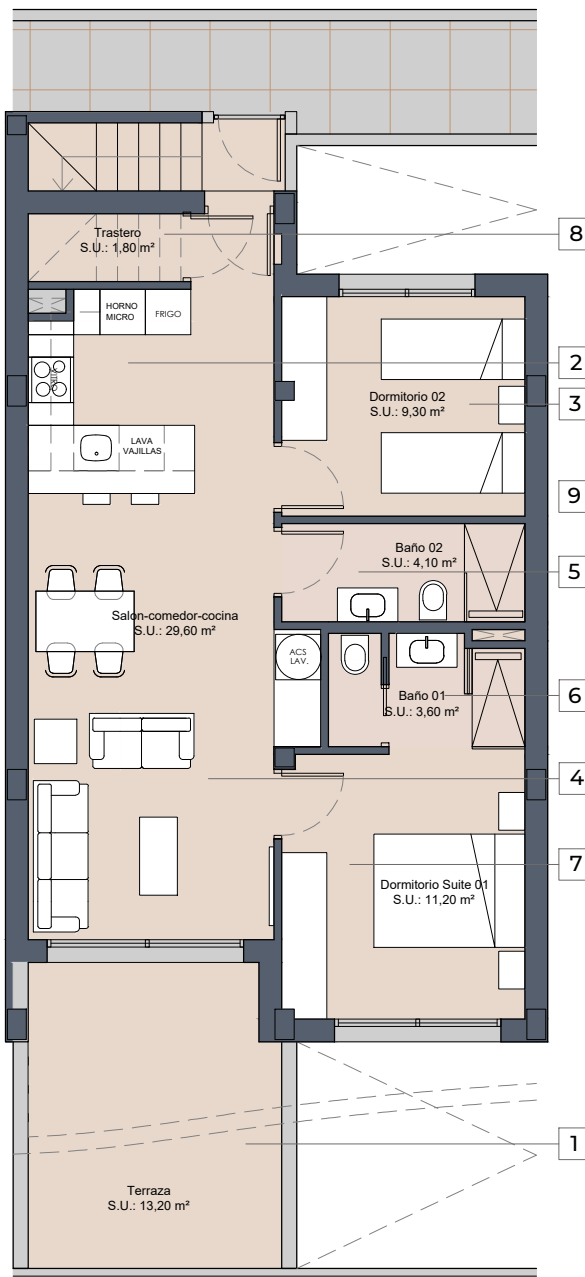 Trastero
S.U.: 1,80 m²
8
HORNO
MICRO
FRIGO
2
Dormitorio 02
S.U.: 9,30 m²
3
LAVA
VAJILLAS
9
Baño 02
S.U.: 4,10 m²
5
Salon-comedor-cocina
S.U.: 29,60 m²
ACS
LAV.
Baño 01
S.U.: 3,60 m²
6
4
7
Dormitorio Suite 01
S.U.: 11,20 m²
1
Terraza
S.U.: 13,20 m²